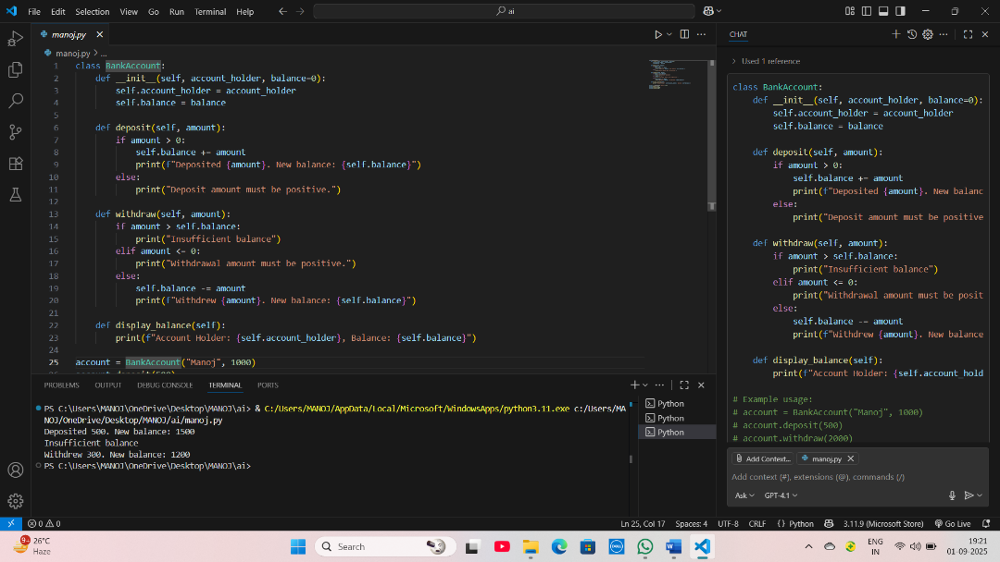 File Edit Selection View Go Run Terminal Help
ai
manoj.py
manoj.py > ...
1 class BankAccount:
2     def __init__(self, account_holder, balance=0):
3         self.account_holder = account_holder
4         self.balance = balance
5
6     def deposit(self, amount):
7         if amount > 0:
8             self.balance += amount
9             print(f"Deposited {amount}. New balance: {self.balance}")
10         else:
11             print("Deposit amount must be positive.")
12
13     def withdraw(self, amount):
14         if amount > self.balance:
15             print("Insufficient balance")
16         elif amount <= 0:
17             print("Withdrawal amount must be positive.")
18         else:
19             self.balance -= amount
20             print(f"Withdrew {amount}. New balance: {self.balance}")
21
22     def display_balance(self):
23         print(f"Account Holder: {self.account_holder}, Balance: {self.balance}")
24
25 account = BankAccount("Manoj", 1000)
PROBLEMS OUTPUT DEBUG CONSOLE TERMINAL PORTS
PS C:\Users\MANOJ\OneDrive\Desktop\MANOJ\ai> & C:/Users/MANOJ/AppData/Local/Microsoft/WindowsApps/python3.11.exe c:/Users/MA
NOJ/OneDrive/Desktop/MANOJ/ai/manoj.py
Deposited 500. New balance: 1500
Insufficient balance
Withdrew 300. New balance: 1200
PS C:\Users\MANOJ\OneDrive\Desktop\MANOJ\ai>
Python
Python
Python
CHAT
Used 1 reference
class BankAccount:
    def __init__(self, account_holder, balance=0):
        self.account_holder = account_holder
        self.balance = balance
    def deposit(self, amount):
        if amount > 0:
            self.balance += amount
            print(f"Deposited {amount}. New balanc
        else:
            print("Deposit amount must be positive
    def withdraw(self, amount):
        if amount > self.balance:
            print("Insufficient balance")
        elif amount <= 0:
            print("Withdrawal amount must be posit
        else:
            self.balance -= amount
            print(f"Withdrew {amount}. New balance
    def display_balance(self):
        print(f"Account Holder: {self.account_hold
# Example usage:
# account = BankAccount("Manoj", 1000)
# account.deposit(500)
# account.withdraw(2000)
Add Context... manoj.py
Add context (#), extensions (@), commands (/)
Ask GPT-4.1
0 0 Ln 25, Col 17 Spaces: 4 UTF-8 CRLF {} Python 3.11.9 (Microsoft Store) Go Live
9+ 26°C
Haze
Search
DELL
ENG
IN
19:21
01-09-2025